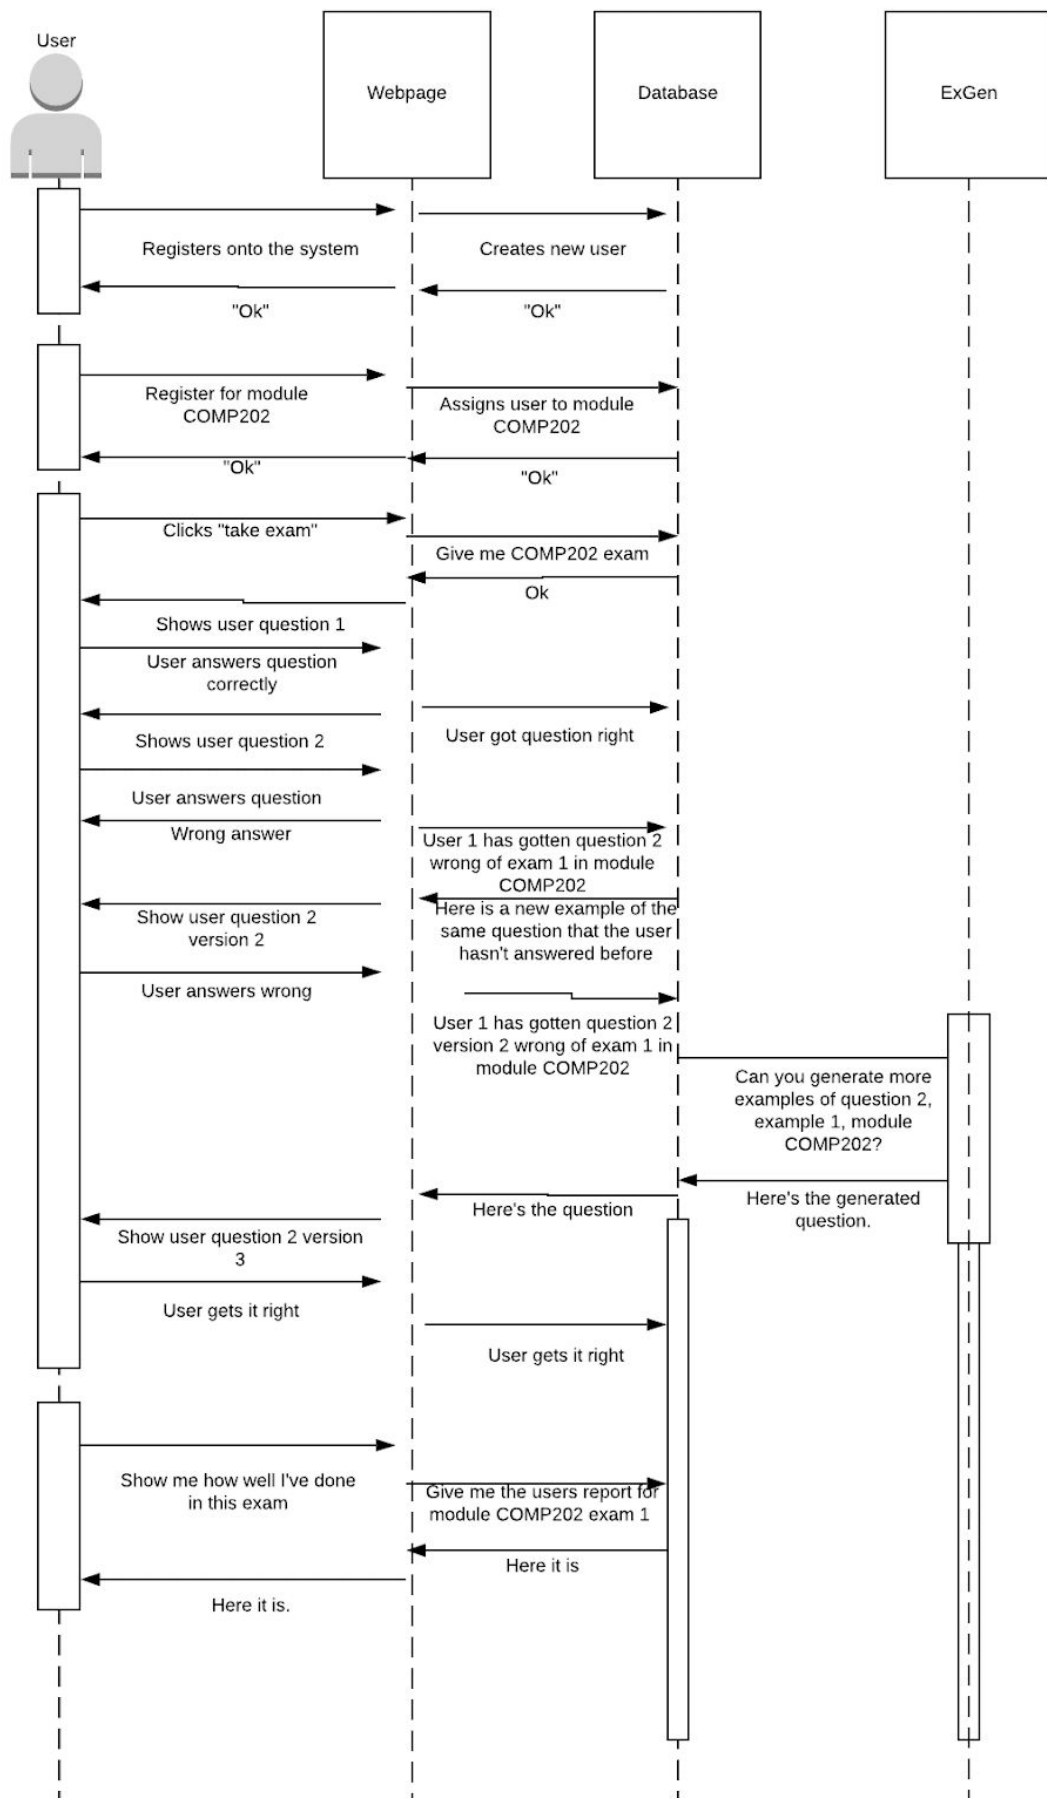 User
Webpage
Database
ExGen
Registers onto the system
Creates new user
"Ok"
"Ok"
Register for module
COMP202
Assigns user to module
COMP202
"Ok"
"Ok"
Clicks "take exam"
Give me COMP202 exam
Ok
Shows user question 1
User answers question
correctly
User got question right
Shows user question 2
User answers question
Wrong answer
User 1 has gotten question 2
wrong of exam 1 in module
COMP202
Here is a new example of the
same question that the user
hasn't answered before
Show user question 2
version 2
User answers wrong
User 1 has gotten question 2
version 2 wrong of exam 1 in
module COMP202
Can you generate more
examples of question 2,
example 1, module
COMP202?
Here's the generated
question.
Here's the question
Show user question 2 version
3
User gets it right
User gets it right
Show me how well I've done
in this exam
Give me the users report for
module COMP202 exam 1
Here it is
Here it is.